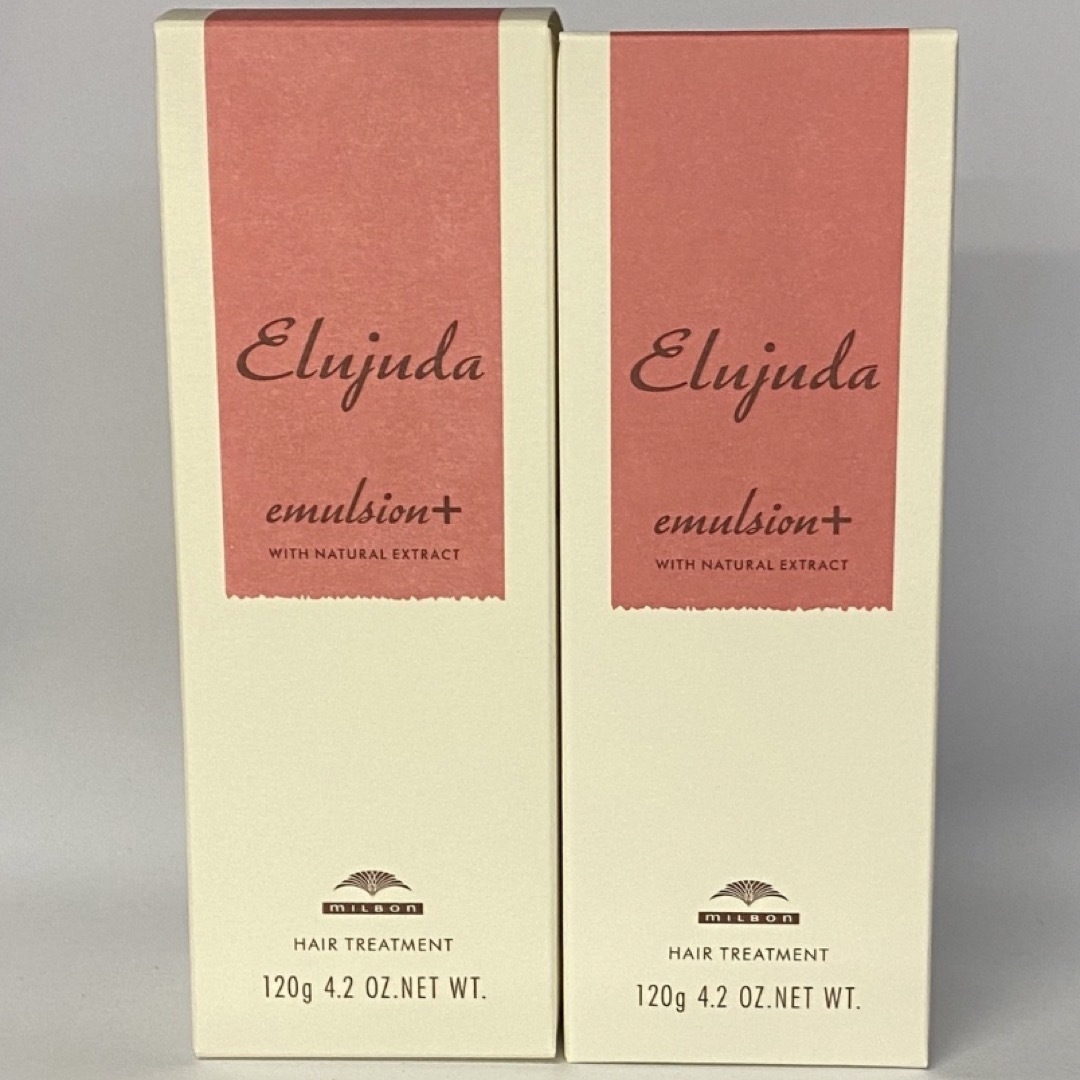 Elujuda
emulsion+
WITH NATURAL EXTRACT
MILBON
HAIR TREATMENT
120g 4.2 OZ.NET WT.
Elujuda
emulsion+
WITH NATURAL EXTRACT
MILBON
HAIR TREATMENT
120g 4.2 OZ.NET WT.